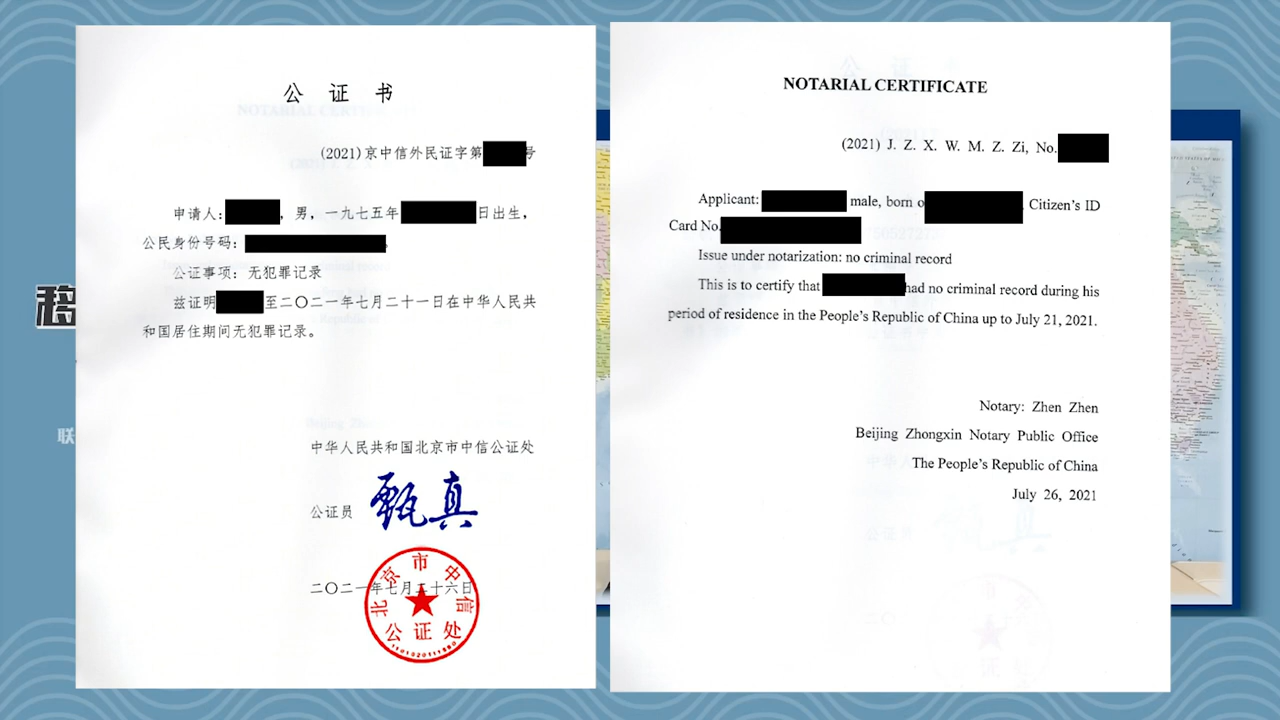 公证书
(2021)京中信外民证字第
号
申请人:
,男,一九七五年
日出生,
公民身份号码:
公证事项:无犯罪记录
兹证明
至二〇二一年七月二十一日在中华人民共
和国居住期间无犯罪记录。
中华人民共和国北京市中信公证处
公证员 甄真
二〇二一年七月二十六日
北京市中信
公证处
NOTARIAL CERTIFICATE
(2021) J. Z. X. W. M. Z. Zi, No.
Applicant:
male, born o
Citizen's ID
Card No.
Issue under notarization: no criminal record
This is to certify that
had no criminal record during his
period of residence in the People's Republic of China up to July 21, 2021.
Notary: Zhen Zhen
Beijing Zhongxin Notary Public Office
The People's Republic of China
July 26, 2021
移
联